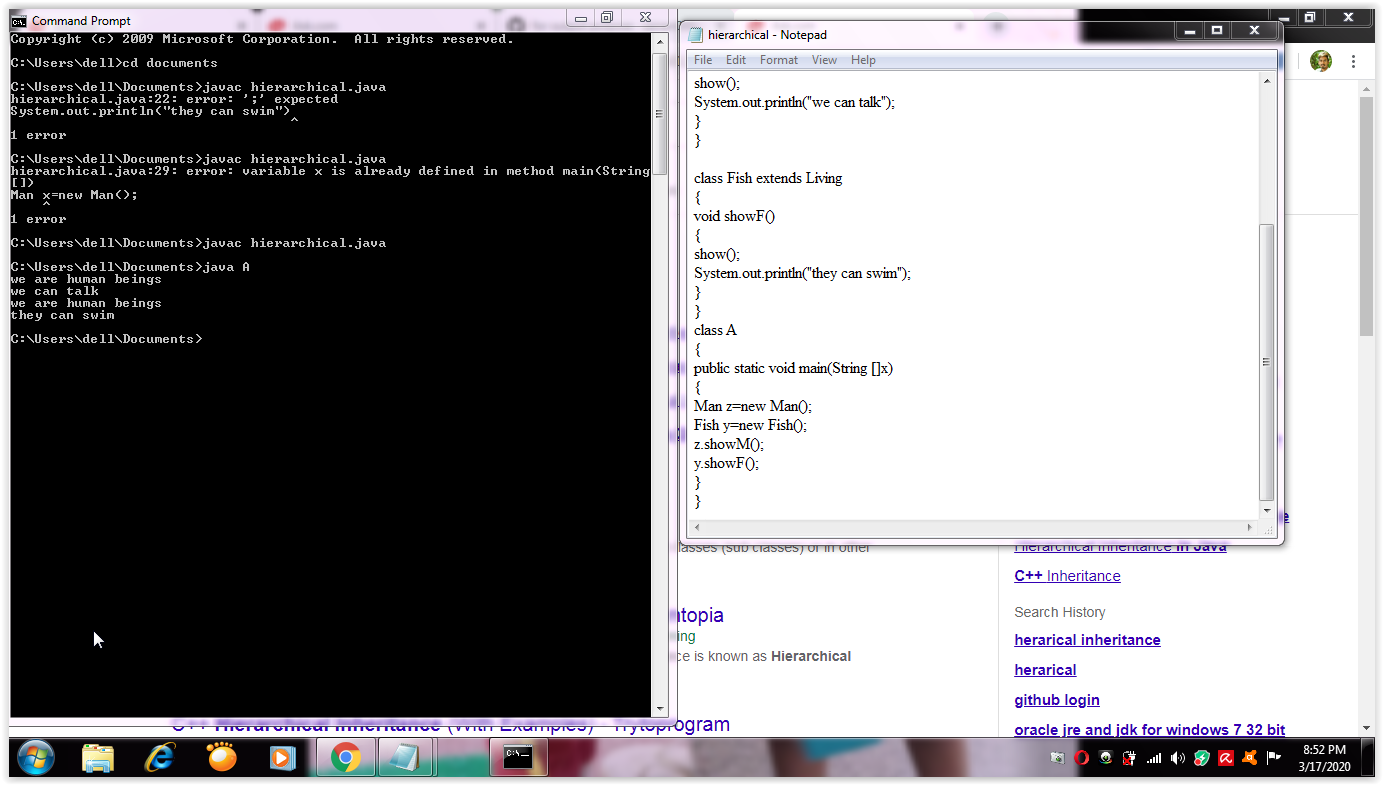 Command Prompt
Copyright (c) 2009 Microsoft Corporation.  All rights reserved.
C:\Users\dell>cd documents
C:\Users\dell\Documents>javac hierarchical.java
hierarchical.java:22: error: ';' expected
System.out.println("they can swim")
^
1 error
C:\Users\dell\Documents>javac hierarchical.java
hierarchical.java:29: error: variable x is already defined in method main(String
[])
Man x=new Man();
^
1 error
C:\Users\dell\Documents>javac hierarchical.java
C:\Users\dell\Documents>java A
we are human beings
we can talk
we are human beings
they can swim
C:\Users\dell\Documents>
hierarchical - Notepad
File Edit Format View Help
show();
System.out.println("we can talk");
}
}
class Fish extends Living
{
void showF()
{
show();
System.out.println("they can swim");
}
}
class A
{
public static void main(String []x)
{
Man z=new Man();
Fish y=new Fish();
z.showM();
y.showF();
}
}
classes (sub classes) or in other
ntopia
ing
ce is known as Hierarchical
C++ Hierarchical Inheritance (With Examples) - Trytoprogram
Hierarchical Inheritance in Java
C++ Inheritance
Search History
herarical inheritance
herarical
github login
oracle jre and jdk for windows 7 32 bit
8:52 PM
3/17/2020